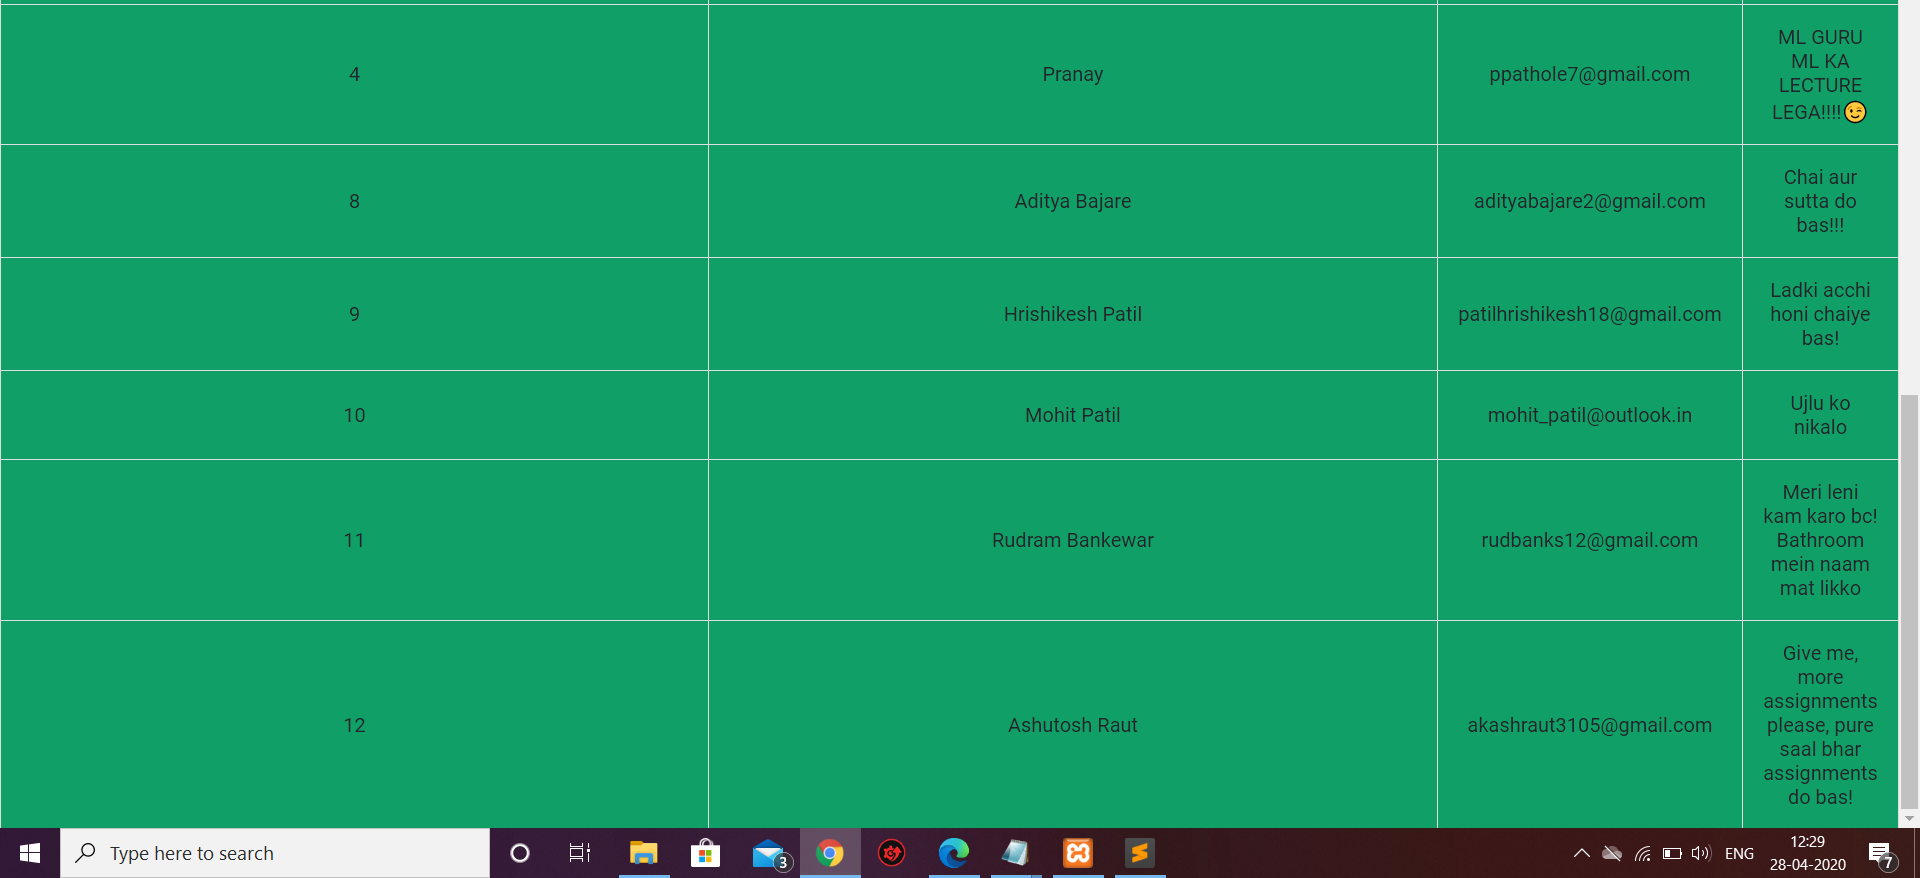 4
Pranay
ppathole7@gmail.com
ML GURU
ML KA
LECTURE
LEGA!!!!😉
8
Aditya Bajare
adityabajare2@gmail.com
Chai aur
sutta do
bas!!!
9
Hrishikesh Patil
patilhrishikesh18@gmail.com
Ladki acchi
honi chaiye
bas!
10
Mohit Patil
mohit_patil@outlook.in
Ujlu ko
nikalo
11
Rudram Bankewar
rudbanks12@gmail.com
Meri leni
kam karo bc!
Bathroom
mein naam
mat likko
12
Ashutosh Raut
akashraut3105@gmail.com
Give me,
more
assignments
please, pure
saal bhar
assignments
do bas!
Type here to search
3
ENG
12:29
28-04-2020
7